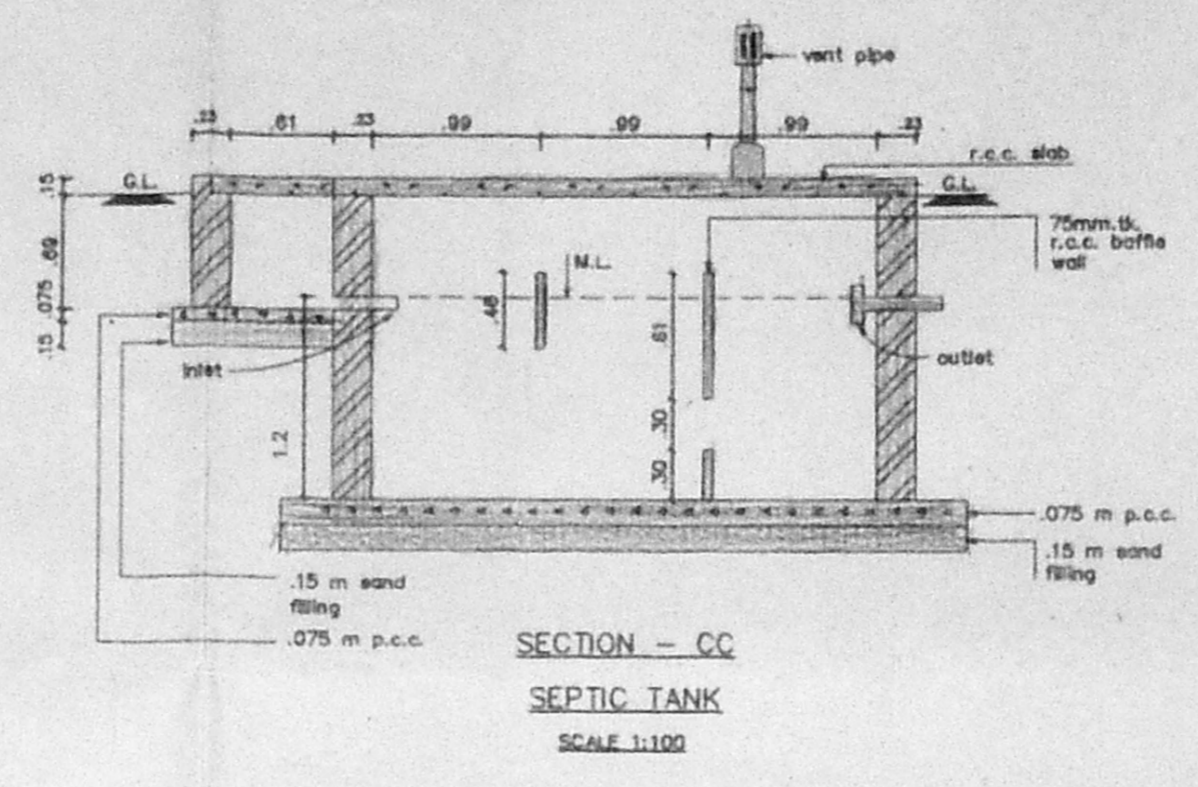 vent pipe
.23 .61 .23 .99 .99 .99 .23
r.c.c. slab
.15
G.L.
G.L.
75mm.tk.
r.c.c. baffle
wall
.69
M.L.
.075
.46
.61
.15
inlet
outlet
1.2
.30
.30
.075 m p.c.c.
.15 m sand
filling
.15 m sand
filling
.075 m p.c.c.
SECTION - CC
SEPTIC TANK
SCALE 1:100